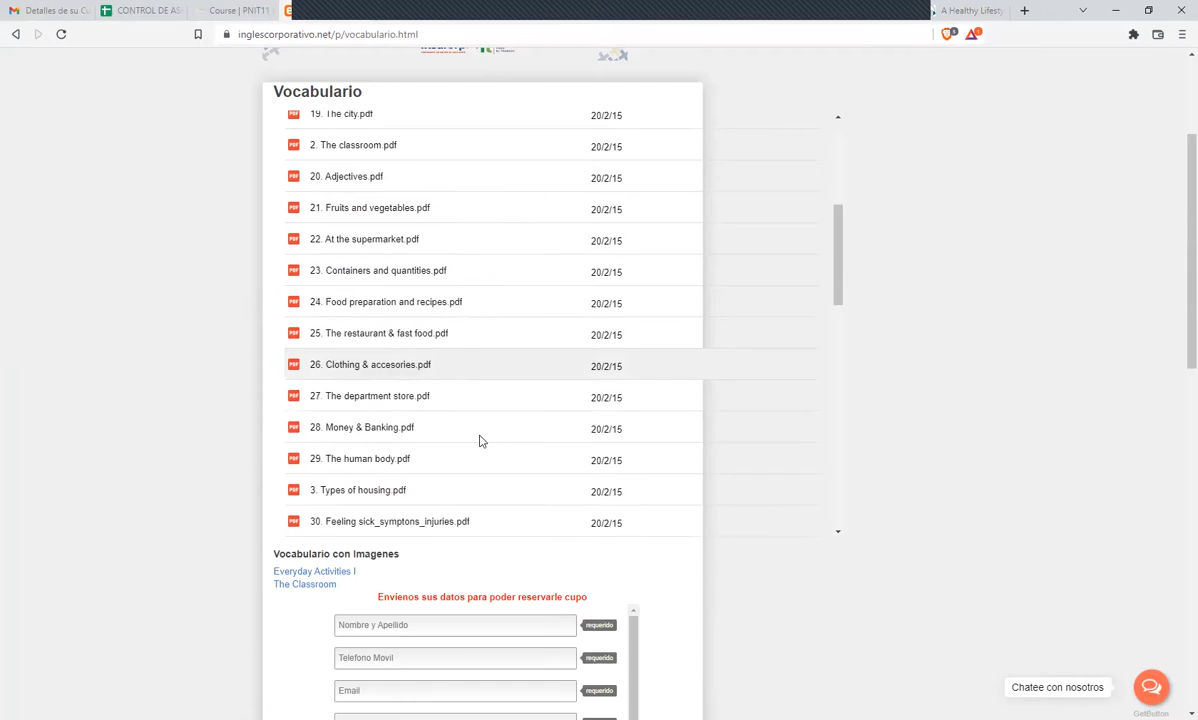 Detalles de su Cu
CONTROL DE AS
Course | PNIT11
A Healthy Lifesty
inglescorporativo.net/p/vocabulario.html
Vocabulario
19. The city.pdf 20/2/15
2. The classroom.pdf 20/2/15
20. Adjectives.pdf 20/2/15
21. Fruits and vegetables.pdf 20/2/15
22. At the supermarket.pdf 20/2/15
23. Containers and quantities.pdf 20/2/15
24. Food preparation and recipes.pdf 20/2/15
25. The restaurant & fast food.pdf 20/2/15
26. Clothing & accesories.pdf 20/2/15
27. The department store.pdf 20/2/15
28. Money & Banking.pdf 20/2/15
29. The human body.pdf 20/2/15
3. Types of housing.pdf 20/2/15
30. Feeling sick_symptons_injuries.pdf 20/2/15
Vocabulario con Imagenes
Everyday Activities I
The Classroom
Envienos sus datos para poder reservarle cupo
Nombre y Apellido requerido
Telefono Movil requerido
Email requerido
Chatee con nosotros
GetButton